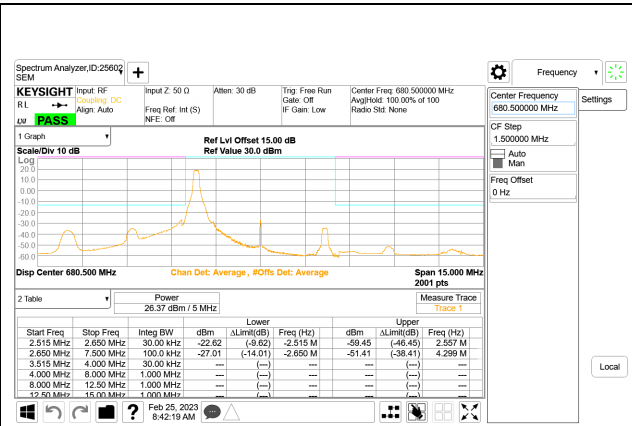 Spectrum Analyzer,ID:25602
SEM
Frequency
KEYSIGHT
Input: RF
Coupling: DC
Align: Auto
Input Z: 50 Ω
Freq Ref: Int (S)
NFE: Off
Atten: 30 dB
Trig: Free Run
Gate: Off
IF Gain: Low
Center Freq: 680.500000 MHz
Avg|Hold: 100.00% of 100
Radio Std: None
RL
LXI
PASS
Center Frequency
680.500000 MHz
Settings
CF Step
1.500000 MHz
Auto
Man
Freq Offset
0 Hz
1 Graph
Scale/Div 10 dB
Ref Lvl Offset 15.00 dB
Ref Value 30.0 dBm
Log
20.0
10.0
0.00
-10.0
-20.0
-30.0
-40.0
-50.0
-60.0
Disp Center 680.500 MHz
Chan Det: Average , #Offs Det: Average
Span 15.000 MHz
2001 pts
2 Table
Power
26.37 dBm / 5 MHz
Measure Trace
Trace 1
Lower Upper
Start Freq Stop Freq Integ BW dBm ΔLimit(dB) Freq (Hz) dBm ΔLimit(dB) Freq (Hz)
2.515 MHz 2.650 MHz 30.00 kHz -22.62 (-9.62) -2.515 M -59.45 (-46.45) 2.557 M
2.650 MHz 7.500 MHz 100.0 kHz -27.01 (-14.01) -2.650 M -51.41 (-38.41) 4.299 M
3.515 MHz 4.000 MHz 30.00 kHz --- (---) --- --- (---) ---
4.000 MHz 8.000 MHz 1.000 MHz --- (---) --- --- (---) ---
8.000 MHz 12.50 MHz 1.000 MHz --- (---) --- --- (---) ---
12.50 MHz 15.00 MHz 1.000 MHz --- (---) --- --- (---) ---
Local
Feb 25, 2023
8:42:19 AM